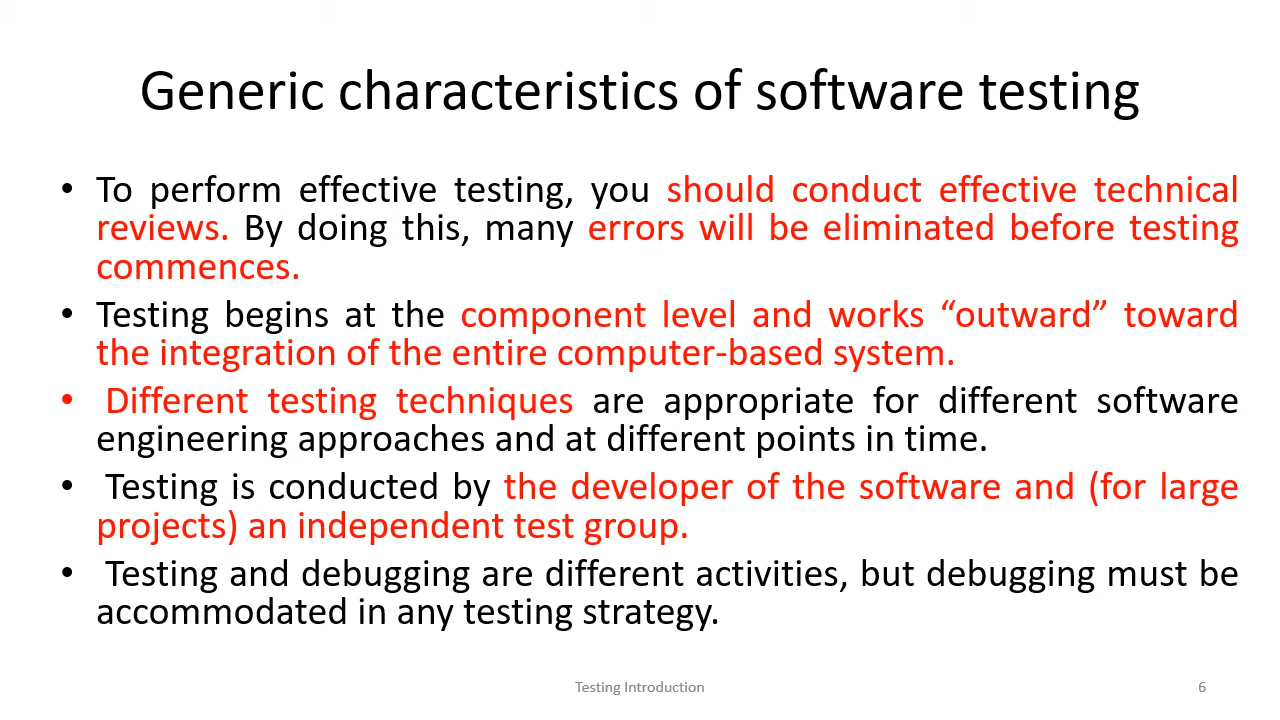 Generic characteristics of software testing
• To perform effective testing, you should conduct effective technical
reviews. By doing this, many errors will be eliminated before testing
commences.
• Testing begins at the component level and works “outward” toward
the integration of the entire computer-based system.
• Different testing techniques are appropriate for different software
engineering approaches and at different points in time.
• Testing is conducted by the developer of the software and (for large
projects) an independent test group.
• Testing and debugging are different activities, but debugging must be
accommodated in any testing strategy.
Testing Introduction
6